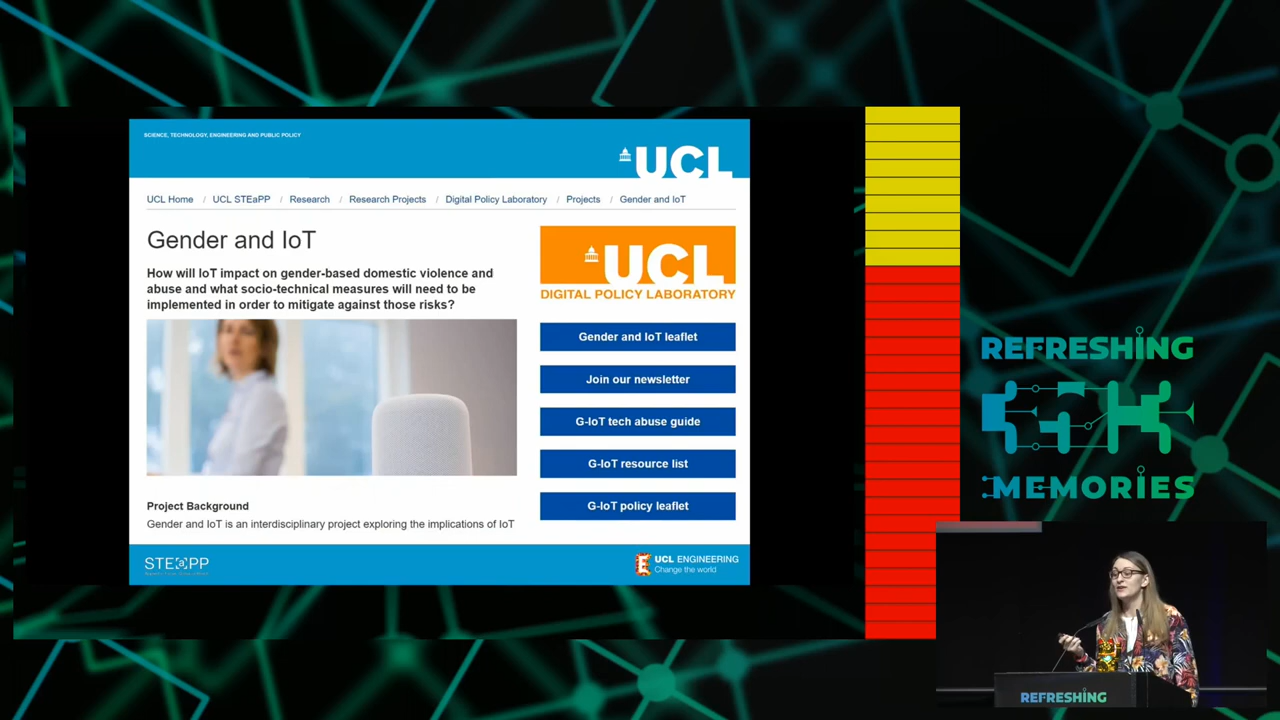 SCIENCE, TECHNOLOGY, ENGINEERING AND PUBLIC POLICY
UCL
UCL Home / UCL STEaPP / Research / Research Projects / Digital Policy Laboratory / Projects / Gender and IoT
Gender and IoT
How will IoT impact on gender-based domestic violence and
abuse and what socio-technical measures will need to be
implemented in order to mitigate against those risks?
Project Background
Gender and IoT is an interdisciplinary project exploring the implications of IoT
UCL
DIGITAL POLICY LABORATORY
Gender and IoT leaflet
Join our newsletter
G-IoT tech abuse guide
G-IoT resource list
G-IoT policy leaflet
STEaPP
UCL ENGINEERING
Change the world
REFRESHING
MEMORIES
REFRESHING